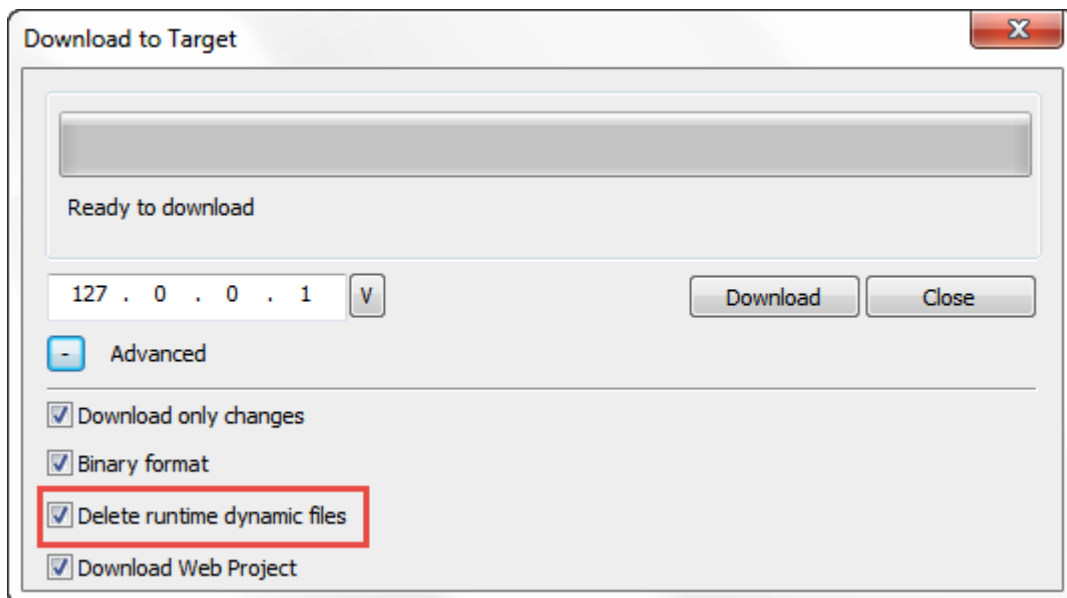 Download to Target
Ready to download
127 . 0 . 0 . 1 V Download Close
- Advanced
Download only changes
Binary format
Delete runtime dynamic files
Download Web Project